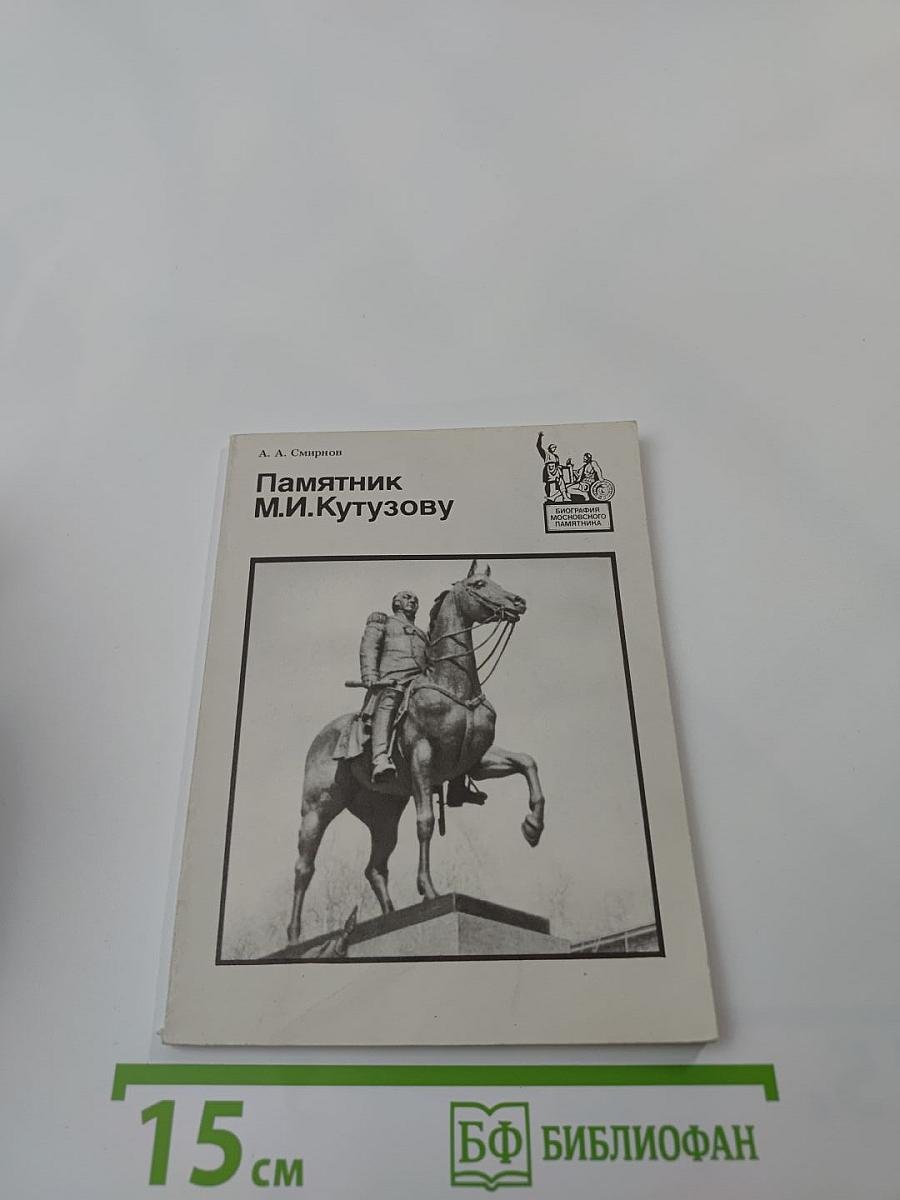 А. А. Смирнов
Памятник
М.И.Кутузову
БИОГРАФИЯ
МОСКОВСКОГО
ПАМЯТНИКА
15 см
БФ БИБЛИОФАН